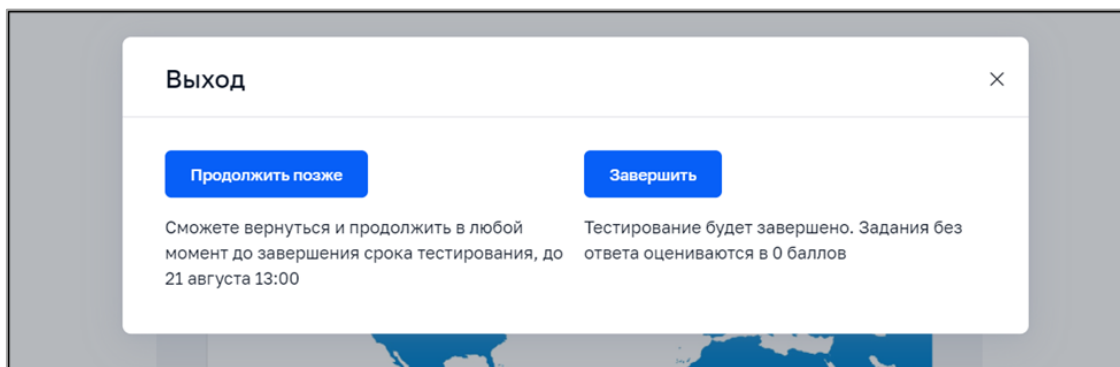 Выход
Продолжить позже
Завершить
Сможете вернуться и продолжить в любой
момент до завершения срока тестирования, до
21 августа 13:00
Тестирование будет завершено. Задания без
ответа оцениваются в 0 баллов